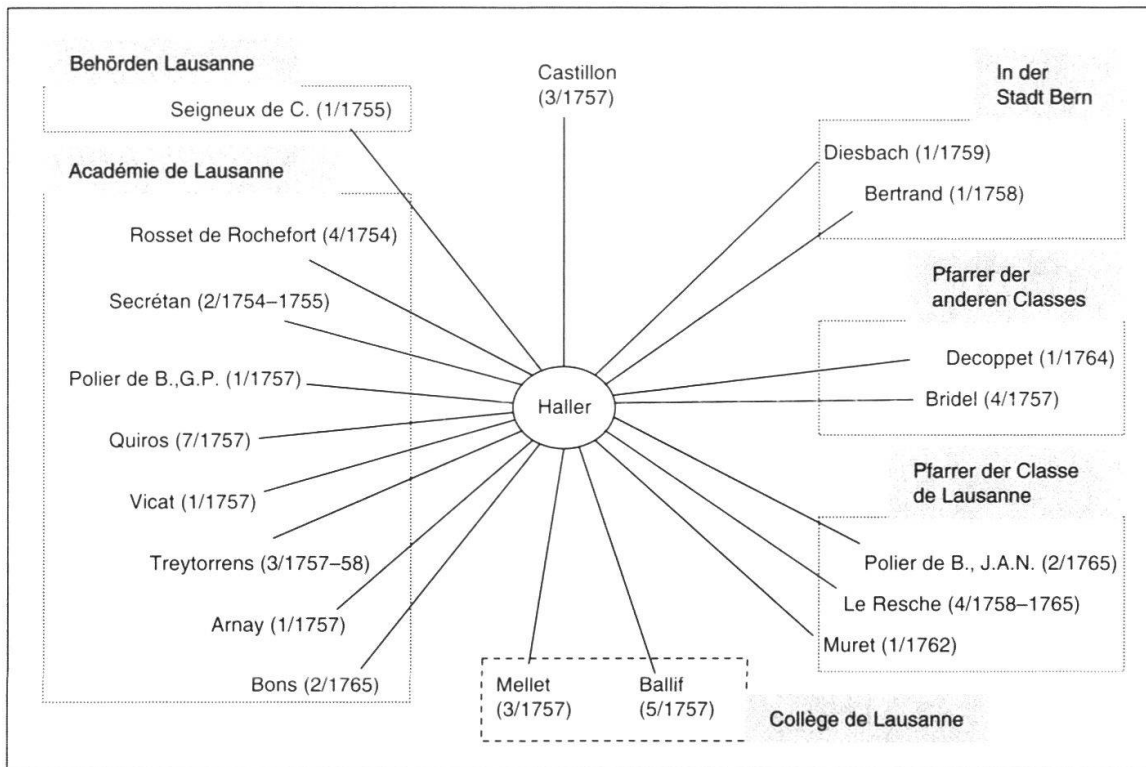 Behörden Lausanne
Seigneux de C. (1/1755)
Académie de Lausanne
Rosset de Rochefort (4/1754)
Secrétan (2/1754–1755)
Polier de B.,G.P. (1/1757)
Quiros (7/1757)
Vicat (1/1757)
Treytorrens (3/1757–58)
Arnay (1/1757)
Bons (2/1765)
Castillon
(3/1757)
Haller
Mellet
(3/1757)
Ballif
(5/1757)
Collège de Lausanne
In der
Stadt Bern
Diesbach (1/1759)
Bertrand (1/1758)
Pfarrer der
anderen Classes
Decoppet (1/1764)
Bridel (4/1757)
Pfarrer der Classe
de Lausanne
Polier de B., J.A.N. (2/1765)
Le Resche (4/1758–1765)
Muret (1/1762)